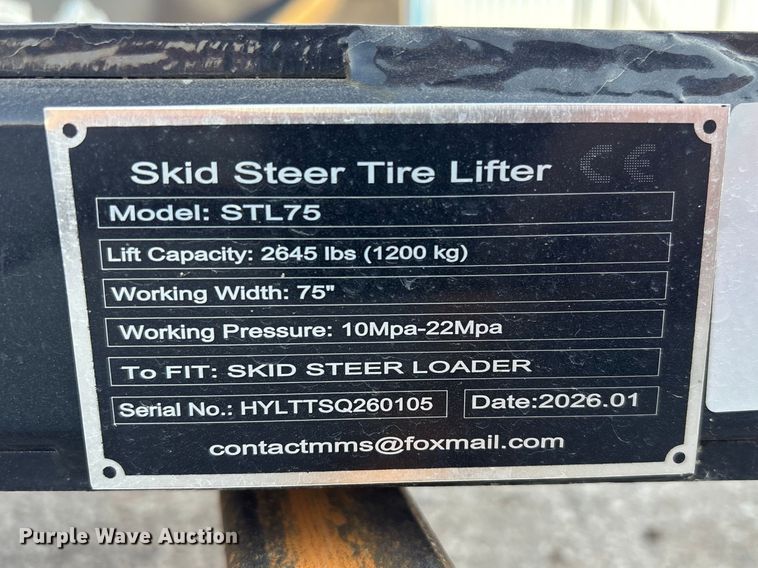 Skid Steer Tire Lifter CE
Model: STL75
Lift Capacity: 2645 lbs (1200 kg)
Working Width: 75"
Working Pressure: 10Mpa-22Mpa
To FIT: SKID STEER LOADER
Serial No.: HYLTTSQ260105 Date:2026.01
contactmms@foxmail.com
Purple Wave Auction